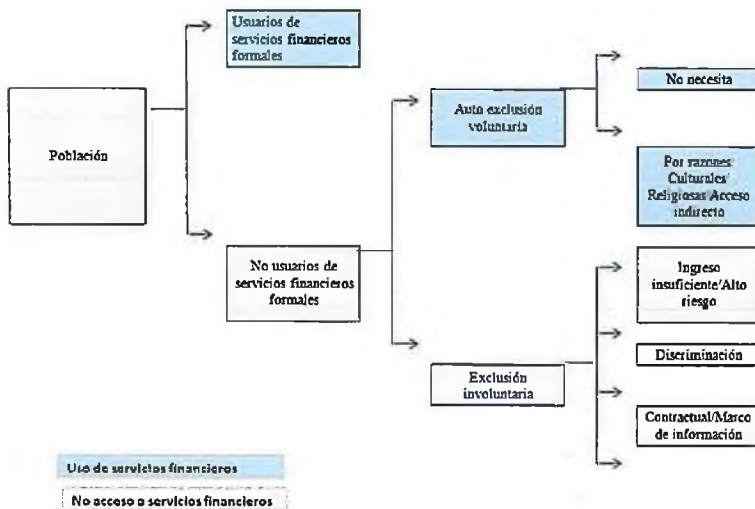 Usuarios de
servicios financieros
formales
No necesita
Auto exclusión
voluntaria
Población
Por razones
Culturales/
Religiosas/Acceso
indirecto
No usuarios de
servicios financieros
formales
Ingreso
insuficiente/Alto
riesgo
Discriminación
Exclusión
involuntaria
Contractual/Marco
de información
Uso de servicios financieros
No acceso a servicios financieros